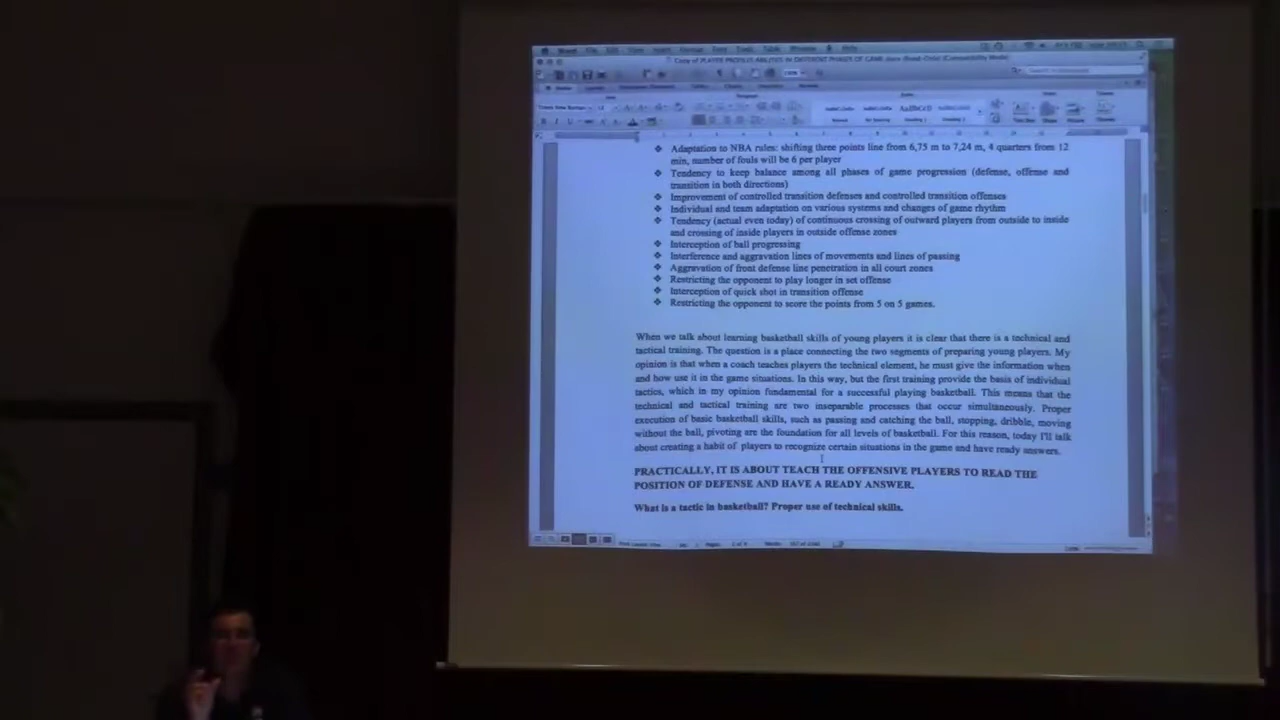 Copy of PLAYER PROFILES ABILITIES IN DIFFERENT PHASES OF GAME.docx [Read-Only] [Compatibility Mode]
❖ Adaptation to NBA rules: shifting three points line from 6,75 m to 7,24 m, 4 quarters from 12
min, number of fouls will be 6 per player
❖ Tendency to keep balance among all phases of game progression (defense, offense and
transition in both directions)
❖ Improvement of controlled transition defenses and controlled transition offenses
❖ Individual and team adaptation on various systems and changes of game rhythm
❖ Tendency (actual even today) of continuous crossing of outward players from outside to inside
and crossing of inside players in outside offense zones
❖ Interception of ball progressing
❖ Interference and aggravation lines of movements and lines of passing
❖ Aggravation of front defense line penetration in all court zones
❖ Restricting the opponent to play longer in set offense
❖ Interception of quick shot in transition offense
❖ Restricting the opponent to score the points from 5 on 5 games.
When we talk about learning basketball skills of young players it is clear that there is a technical and
tactical training. The question is a place connecting the two segments of preparing young players. My
opinion is that when a coach teaches players the technical element, he must give the information when
and how use it in the game situations. In this way, but the first training provide the basis of individual
tactics, which in my opinion fundamental for a successful playing basketball. This means that the
technical and tactical training are two inseparable processes that occur simultaneously. Proper
execution of basic basketball skills, such as passing and catching the ball, stopping, dribble, moving
without the ball, pivoting are the foundation for all levels of basketball. For this reason, today I'll talk
about creating a habit of players to recognize certain situations in the game and have ready answers.
PRACTICALLY, IT IS ABOUT TEACH THE OFFENSIVE PLAYERS TO READ THE
POSITION OF DEFENSE AND HAVE A READY ANSWER.
What is a tactic in basketball? Proper use of technical skills.